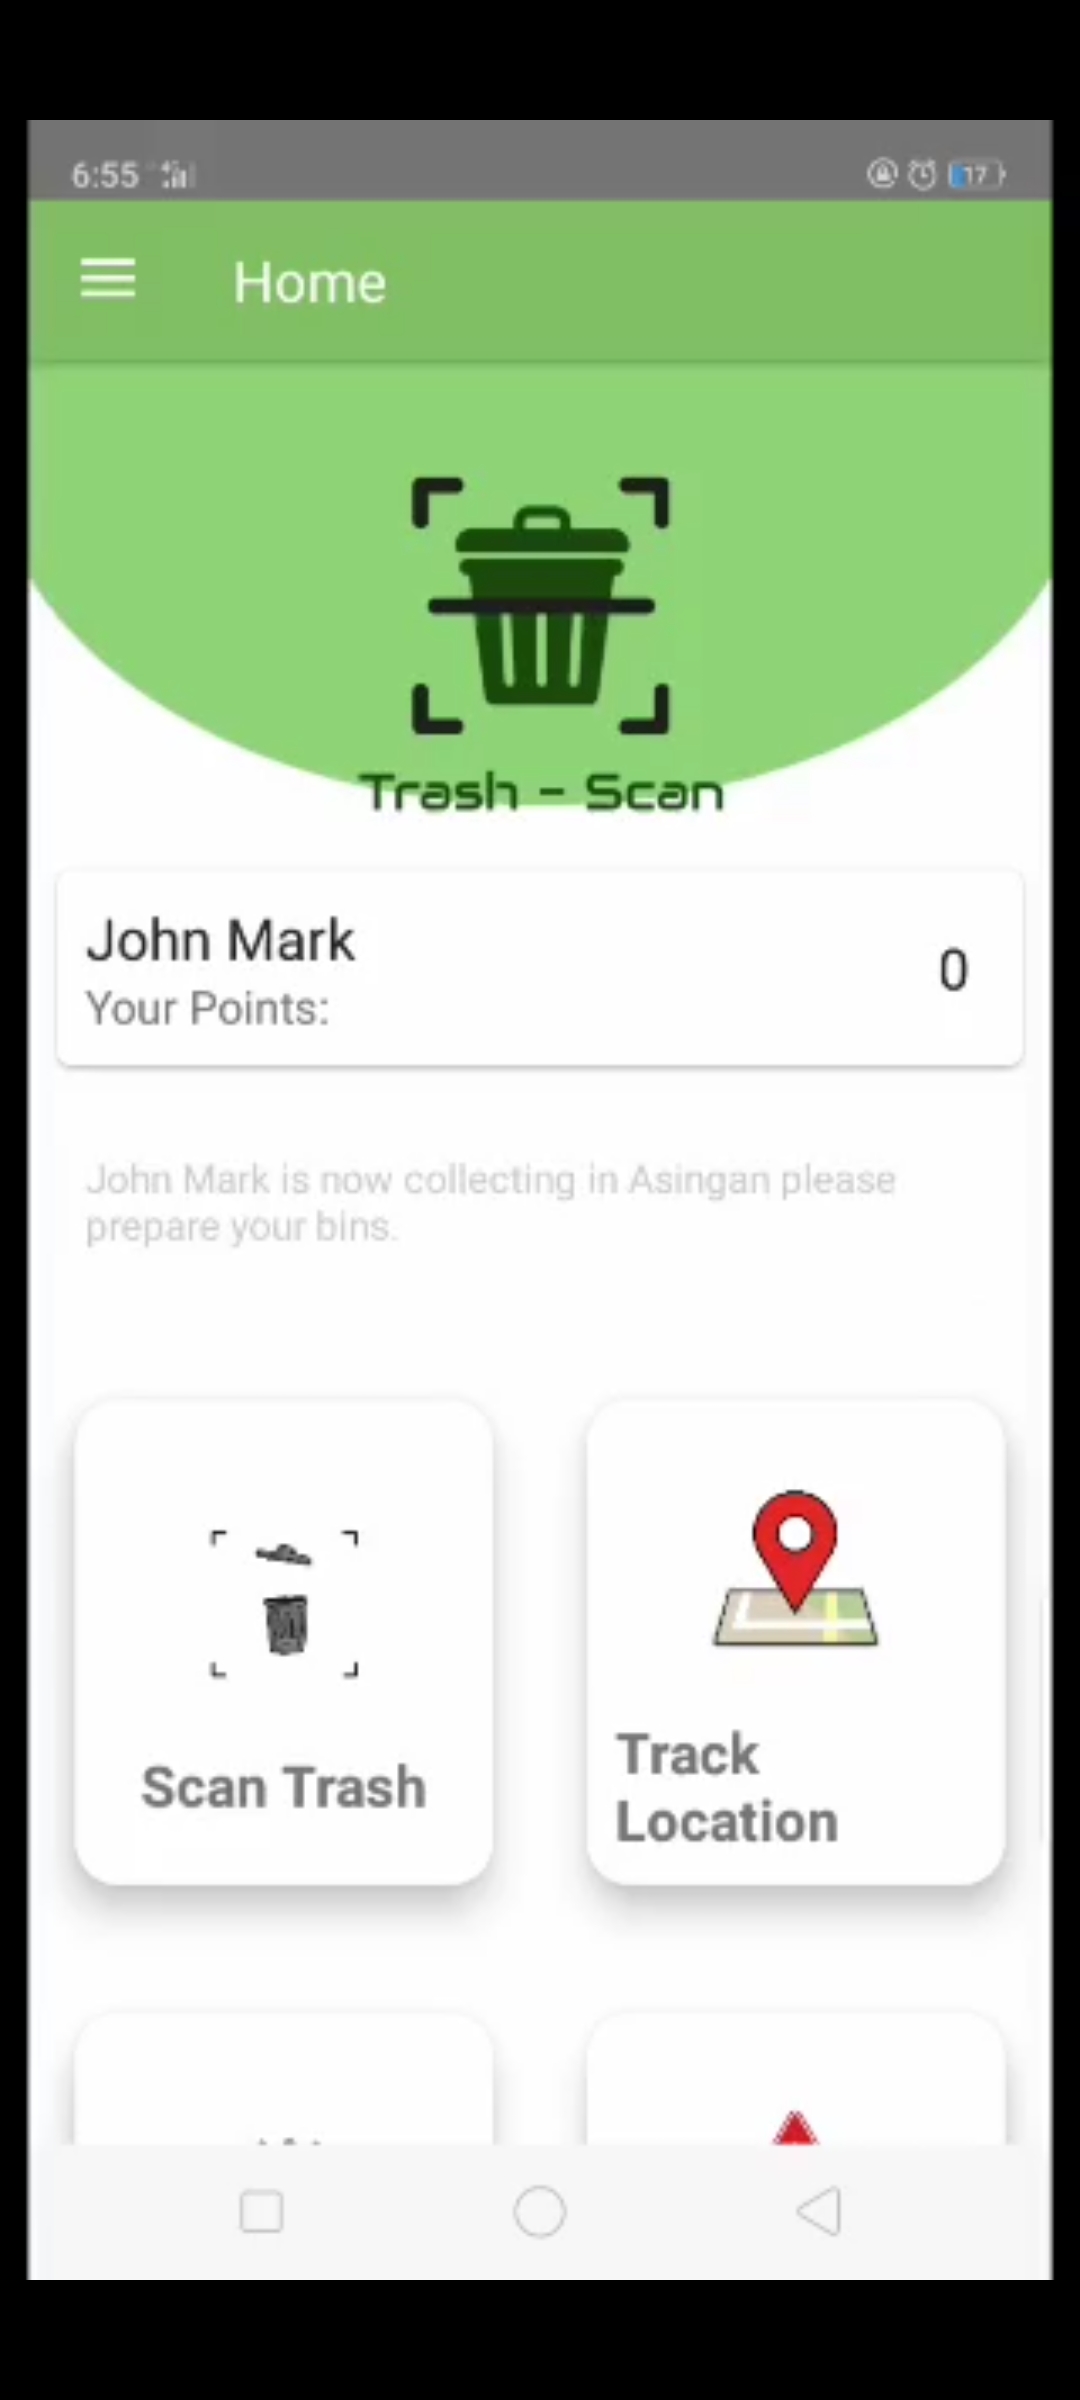 6:55
17
Home
Trash - Scan
John Mark
0
Your Points:
John Mark is now collecting in Asingan please
prepare your bins.
Scan Trash
Track
Location